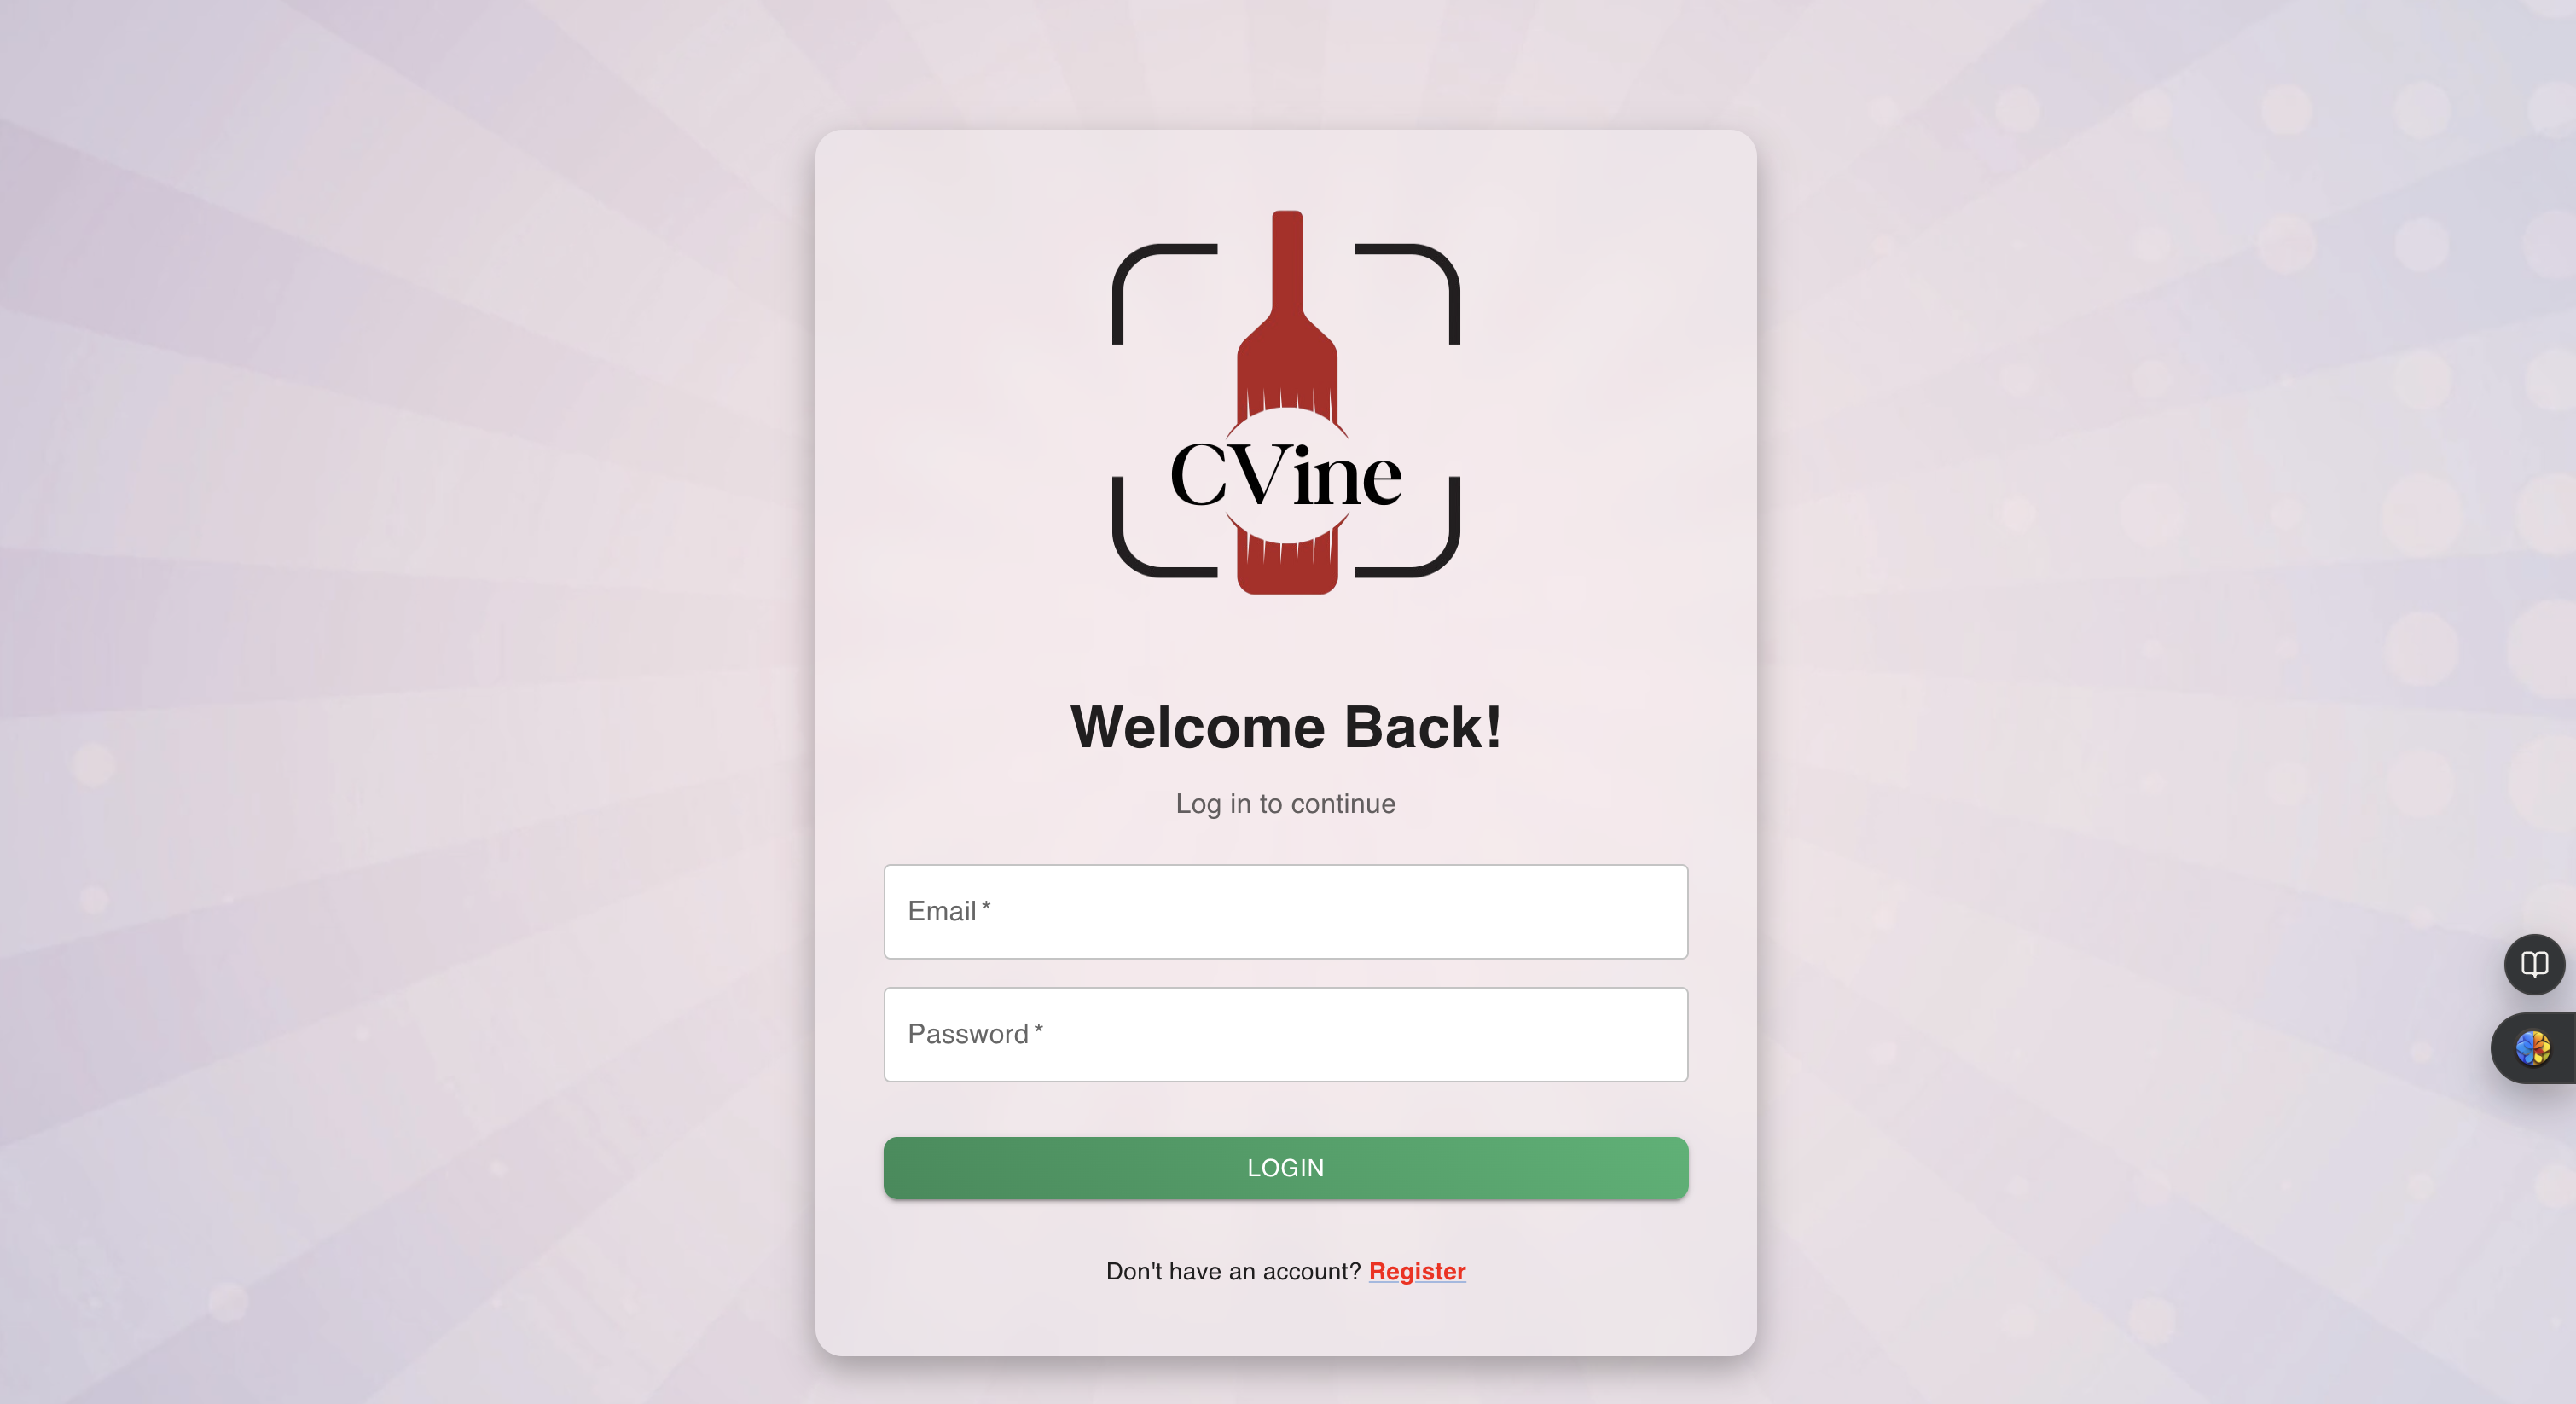 CVine
Welcome Back!
Log in to continue
Email *
Password *
LOGIN
Don't have an account? Register